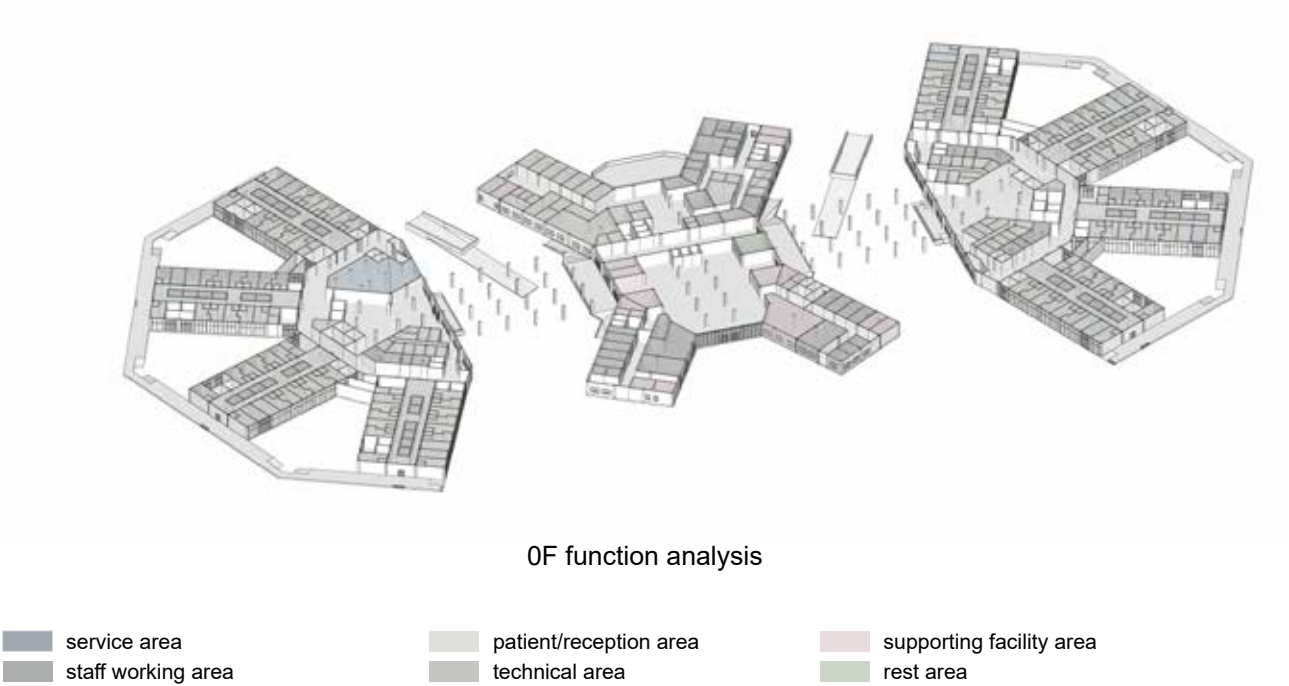 0F function analysis
service area
patient/reception area
supporting facility area
staff working area
technical area
rest area